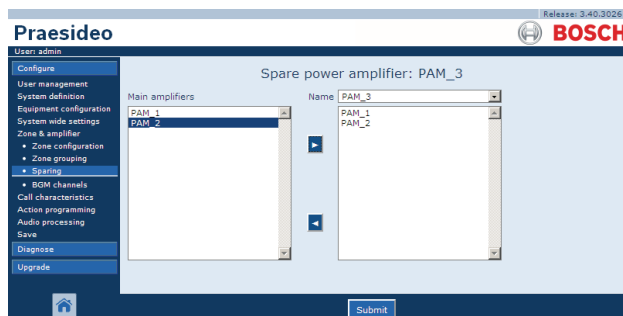 Release: 3.40.3026
Praesideo
BOSCH
User: admin
Configure
User management
System definition
Equipment configuration
System wide settings
Zone & amplifier
• Zone configuration
• Zone grouping
• Sparing
• BGM channels
Call characteristics
Action programming
Audio processing
Save
Diagnose
Upgrade
Spare power amplifier: PAM_3
Main amplifiers
PAM_1
PAM_2
Name PAM_3
PAM_1
PAM_2
Submit